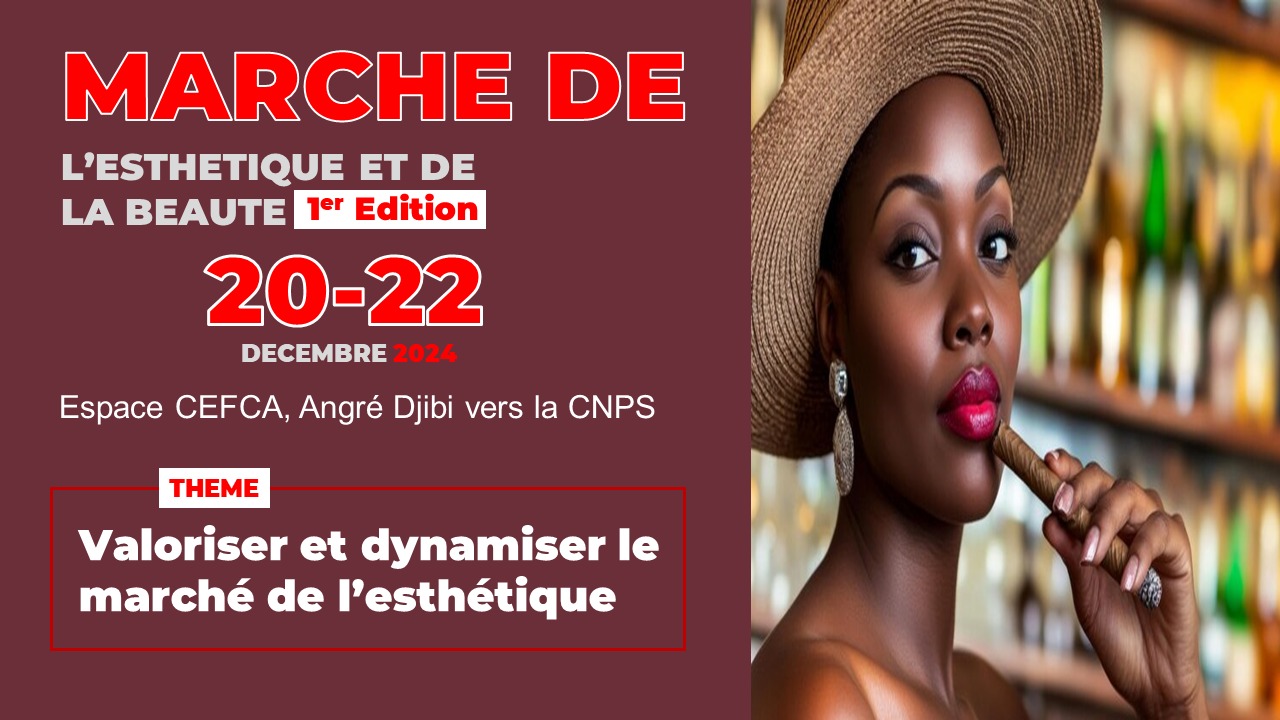 MARCHE DE
L’ESTHETIQUE ET DE
LA BEAUTE 1er Edition
20-22
DECEMBRE 2024
Espace CEFCA, Angré Djibi vers la CNPS
THEME
Valoriser et dynamiser le
marché de l’esthétique